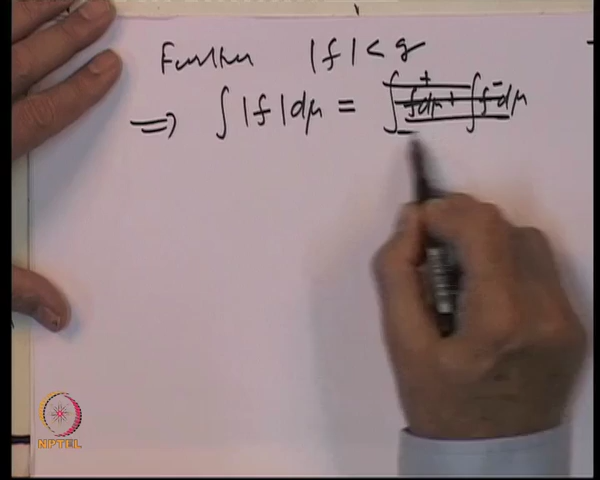 Further |f| < g
⟹ ∫ |f| dμ = ∫ f⁺ dμ + ∫ f⁻ dμ
NPTEL